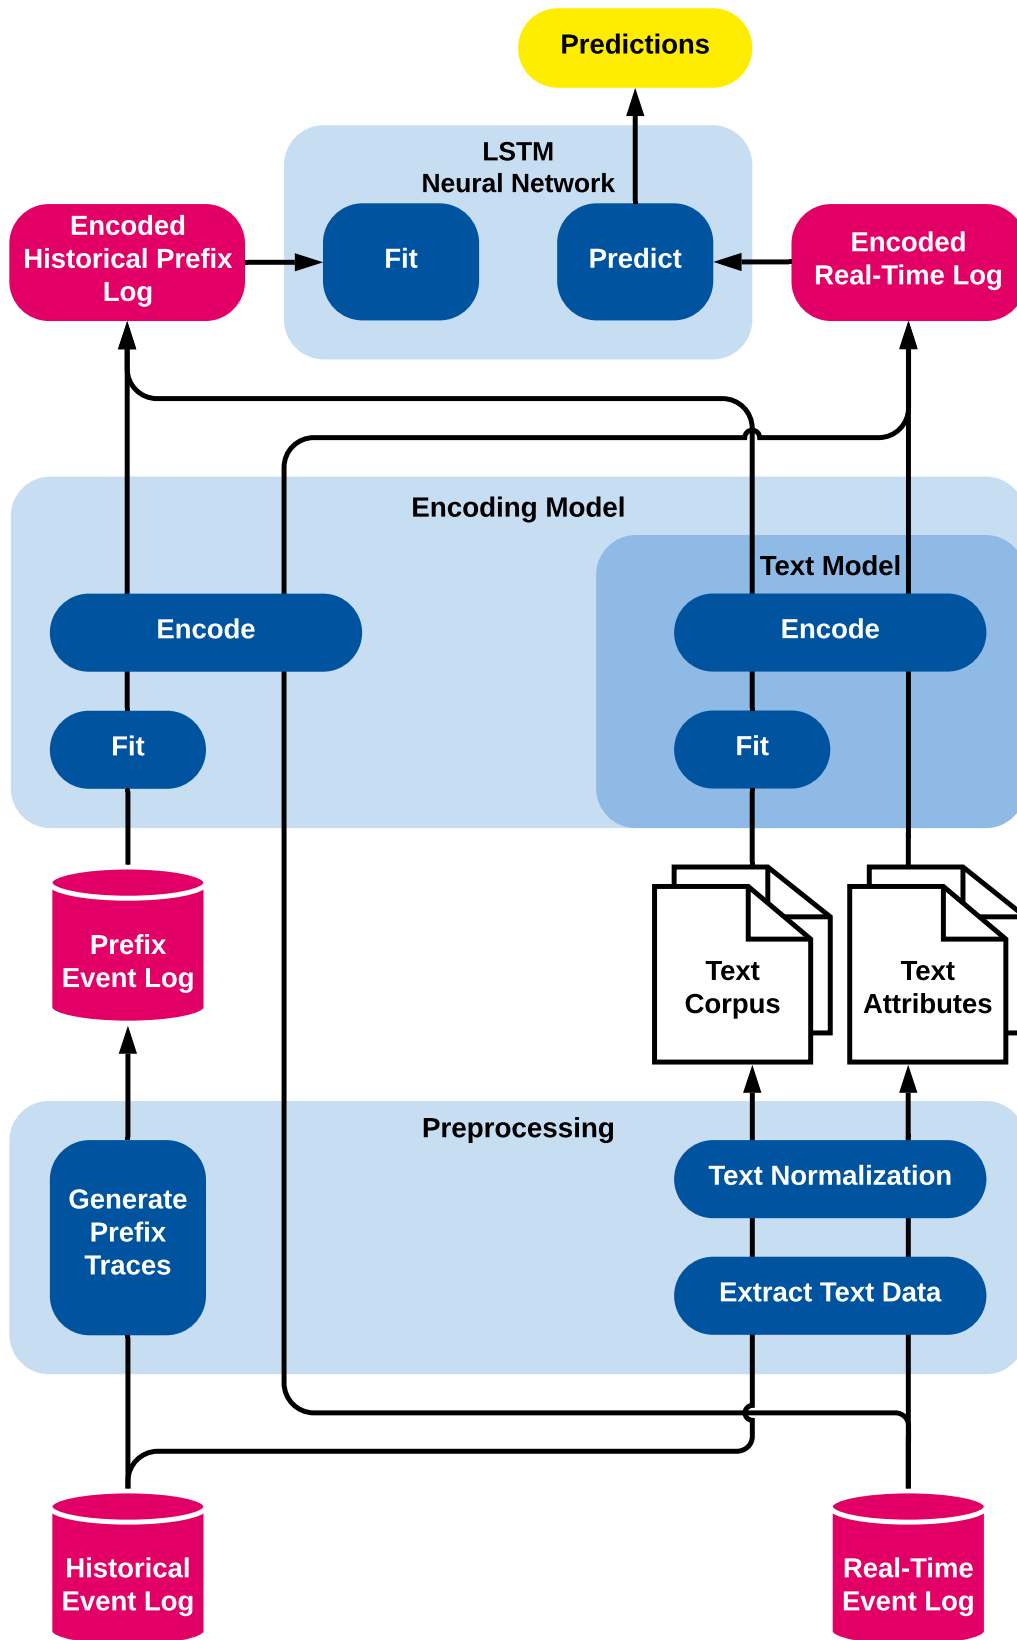 Predictions
LSTM
Neural Network
Encoded
Historical Prefix
Log
Fit
Predict
Encoded
Real-Time Log
Encoding Model
Text Model
Encode
Encode
Fit
Fit
Prefix
Event Log
Text
Corpus
Text
Attributes
Preprocessing
Generate
Prefix
Traces
Text Normalization
Extract Text Data
Historical
Event Log
Real-Time
Event Log